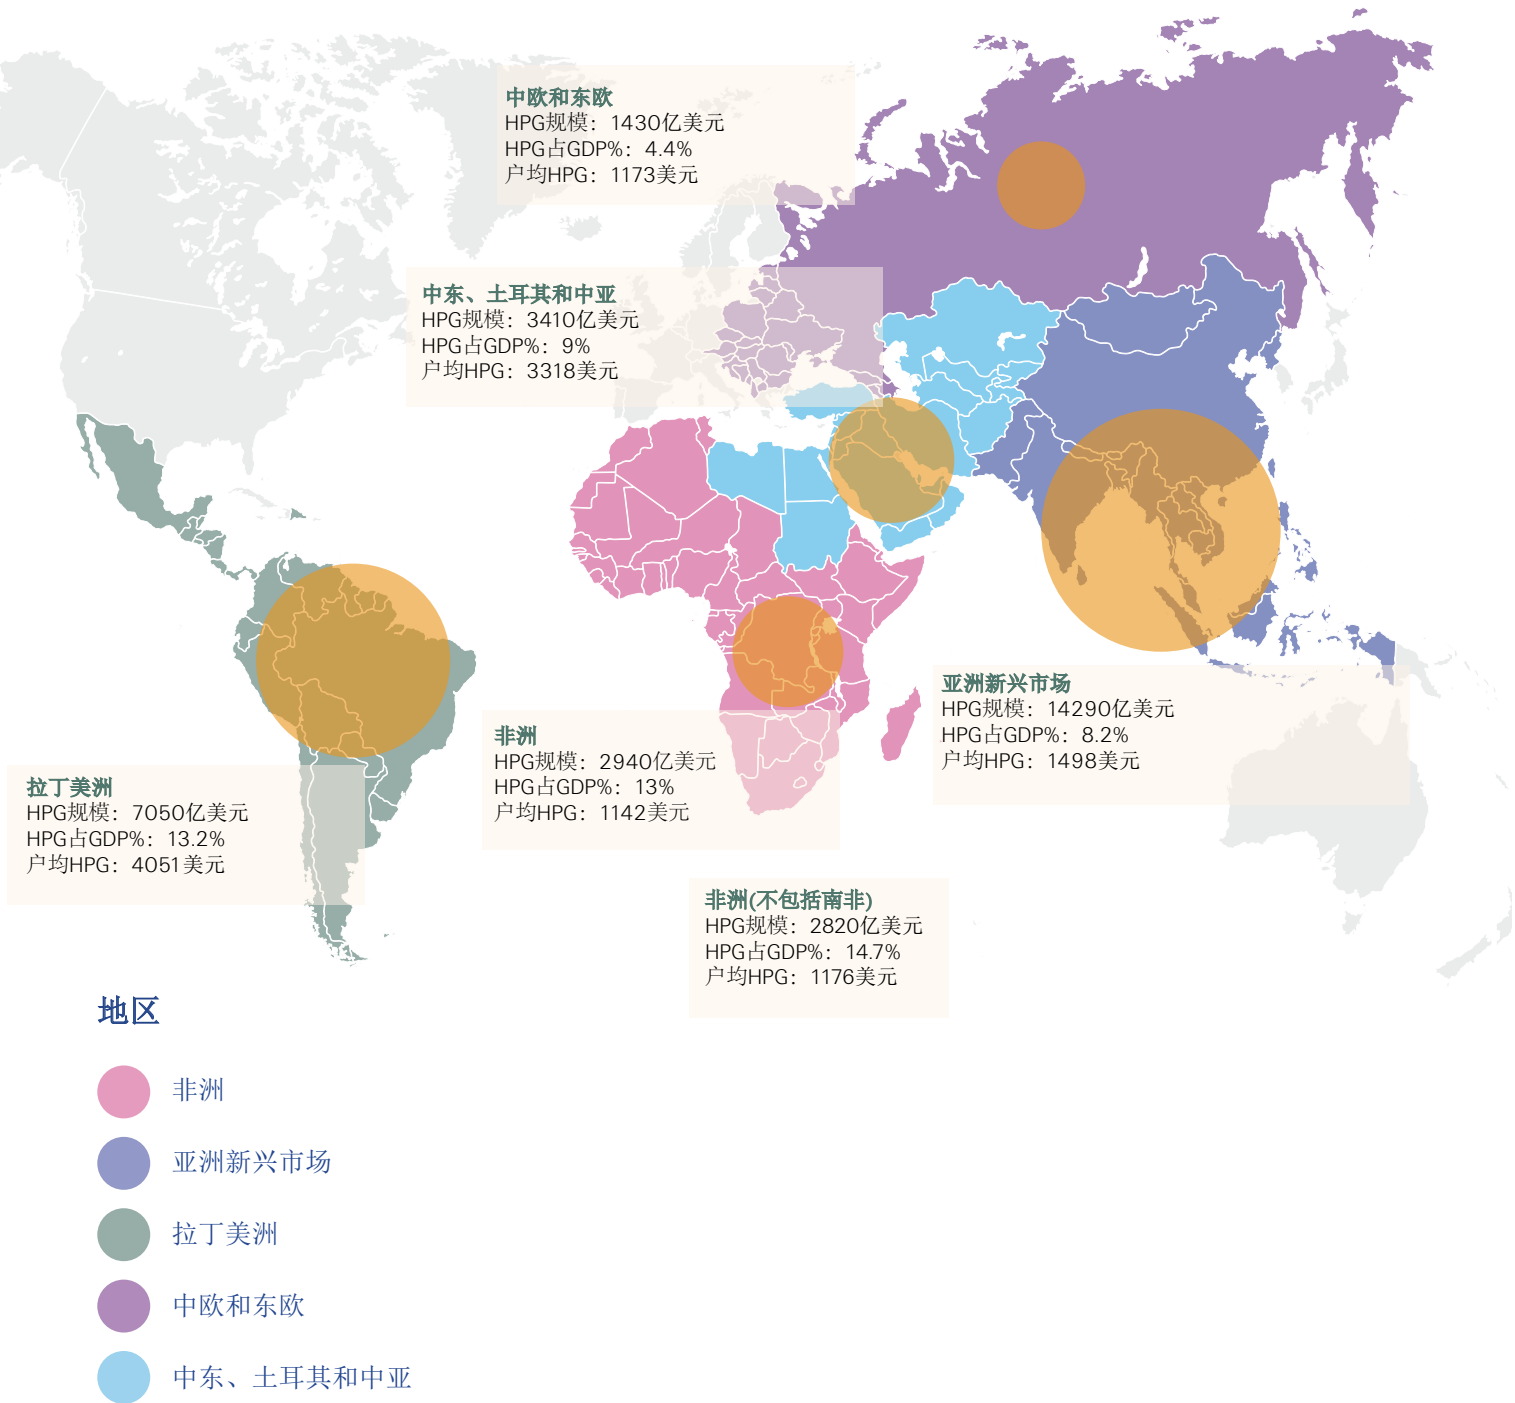 中欧和东欧
HPG规模：1430亿美元
HPG占GDP%：4.4%
户均HPG：1173美元
中东、土耳其和中亚
HPG规模：3410亿美元
HPG占GDP%：9%
户均HPG：3318美元
亚洲新兴市场
HPG规模：14290亿美元
HPG占GDP%：8.2%
户均HPG：1498美元
非洲
HPG规模：2940亿美元
HPG占GDP%：13%
户均HPG：1142美元
拉丁美洲
HPG规模：7050亿美元
HPG占GDP%：13.2%
户均HPG：4051美元
非洲(不包括南非)
HPG规模：2820亿美元
HPG占GDP%：14.7%
户均HPG：1176美元
地区
非洲
亚洲新兴市场
拉丁美洲
中欧和东欧
中东、土耳其和中亚